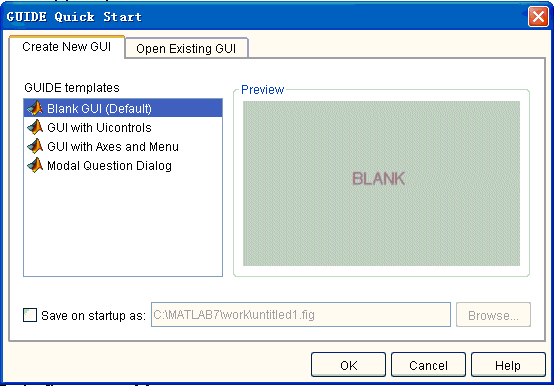 GUIDE Quick Start
Create New GUI
Open Existing GUI
GUIDE templates
Blank GUI (Default)
GUI with Uicontrols
GUI with Axes and Menu
Modal Question Dialog
Preview
BLANK
Save on startup as:
C:\MATLAB7\work\untitled1.fig
Browse...
OK
Cancel
Help